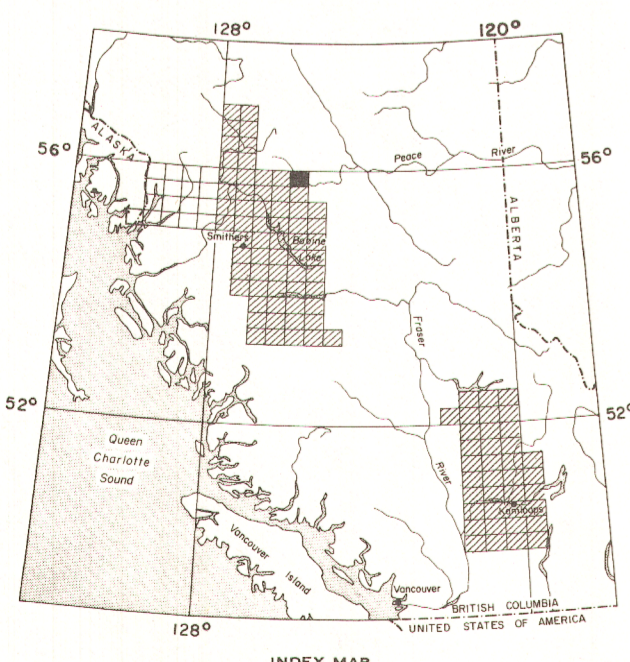 128°
120°
ALASKA
56°
Peace River
56°
ALBERTA
Smithers
Babine
Lake
Fraser
River
52°
52°
Queen
Charlotte
Sound
Kamloops
Vancouver
Island
Vancouver
BRITISH COLUMBIA
UNITED STATES OF AMERICA
128°
INDEX MAP